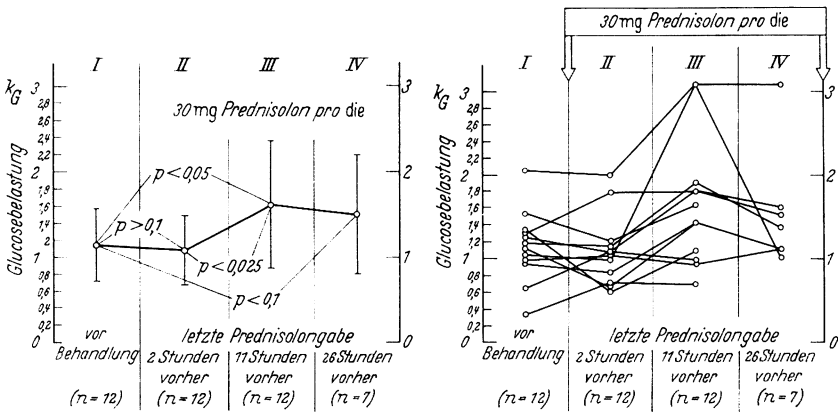 I II III IV
k_G
3
2,8
2,6
2,4
2,2
2
1,8
1,6
1,4
1,2
1
0,8
0,6
0,4
0,2
0
Glucosebelastung
30mg Prednisolon pro die
p<0,05
p>0,1
p<0,025
p<0,1
3
2
1
0
vor
Behandlung
(n=12)
letzte Prednisolongabe
2 Stunden
vorher
(n=12)
11 Stunden
vorher
(n=12)
26 Stunden
vorher
(n=7)
30mg Prednisolon pro die
I II III IV
k_G
3
2,8
2,6
2,4
2,2
2
1,8
1,6
1,4
1,2
1
0,8
0,6
0,4
0,2
0
Glucosebelastung
3
2
1
0
vor
Behandlung
(n=12)
letzte Prednisolongabe
2 Stunden
vorher
(n=12)
11 Stunden
vorher
(n=12)
26 Stunden
vorher
(n=7)